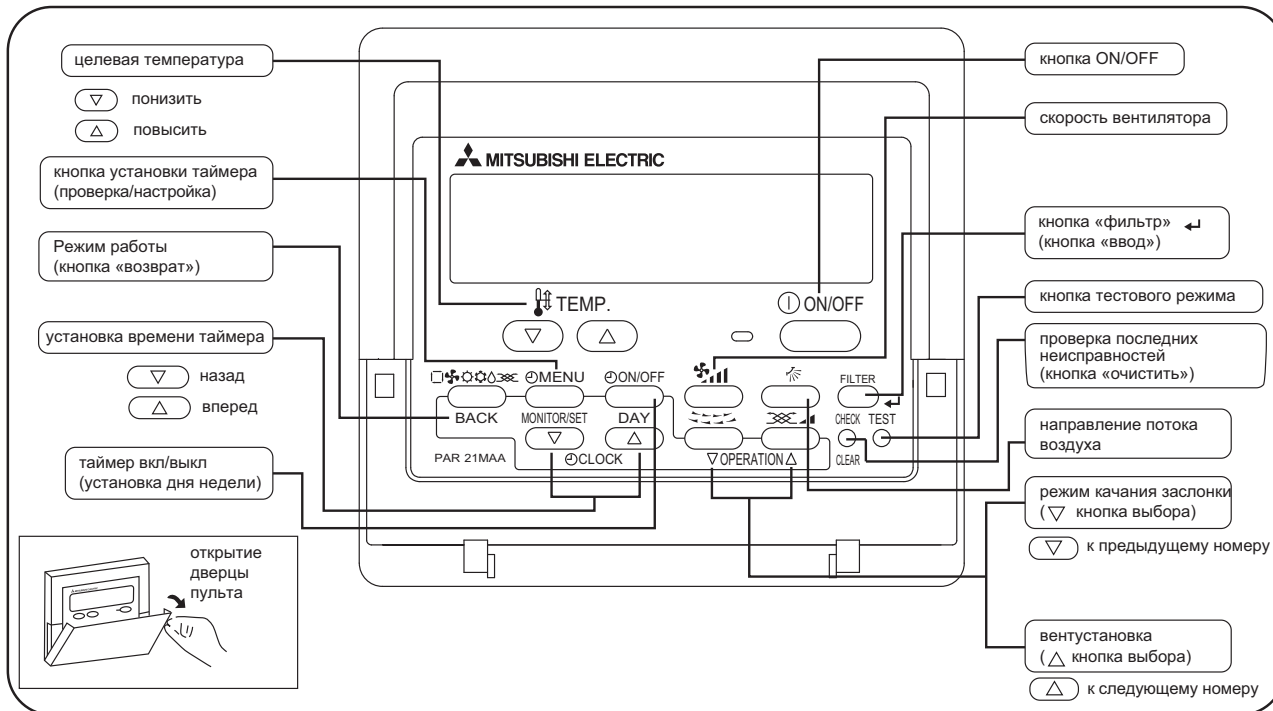 целевая температура
▽ понизить
△ повысить
кнопка установки таймера
(проверка/настройка)
Режим работы
(кнопка «возврат»)
установка времени таймера
▽ назад
△ вперед
таймер вкл/выкл
(установка дня недели)
открытие
дверцы
пульта
MITSUBISHI ELECTRIC
TEMP.
ON/OFF
▽ △
MENU
ON/OFF
FILTER
BACK
MONITOR/SET
DAY
CHECK TEST
▽ △
PAR 21MAA
CLOCK
▽ OPERATION △
CLEAR
кнопка ON/OFF
скорость вентилятора
кнопка «фильтр» ↵
(кнопка «ввод»)
кнопка тестового режима
проверка последних
неисправностей
(кнопка «очистить»)
направление потока
воздуха
режим качания заслонки
(▽ кнопка выбора)
▽ к предыдущему номеру
вентустановка
(△ кнопка выбора)
△ к следующему номеру